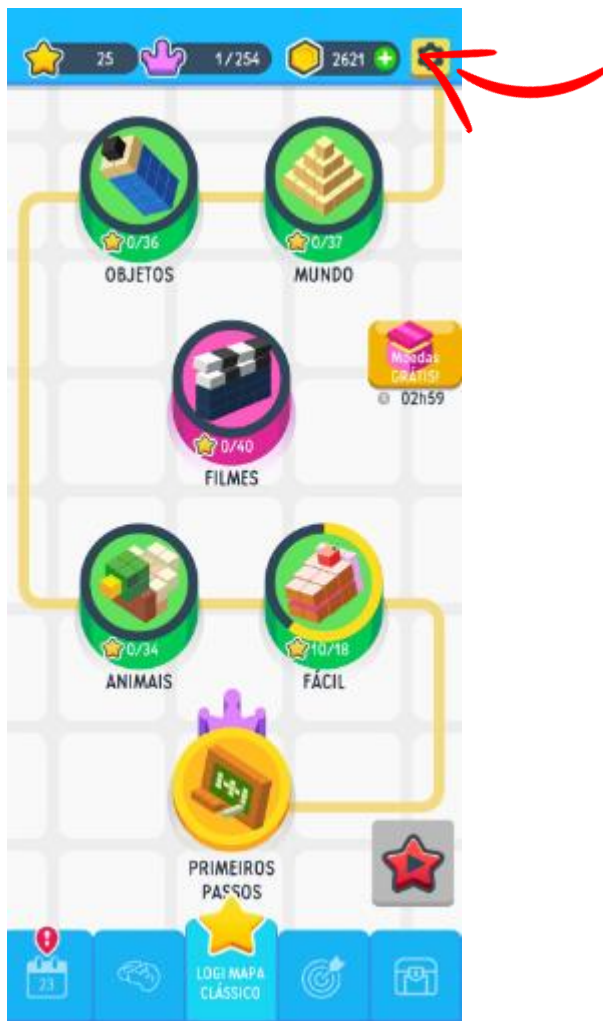 25
1/254
2621
0/36
0/37
OBJETOS
MUNDO
Moedas
GRÁTIS!
02h59
0/40
FILMES
0/34
10/18
ANIMAIS
FÁCIL
PRIMEIROS
PASSOS
23
LOGI MAPA
CLÁSSICO